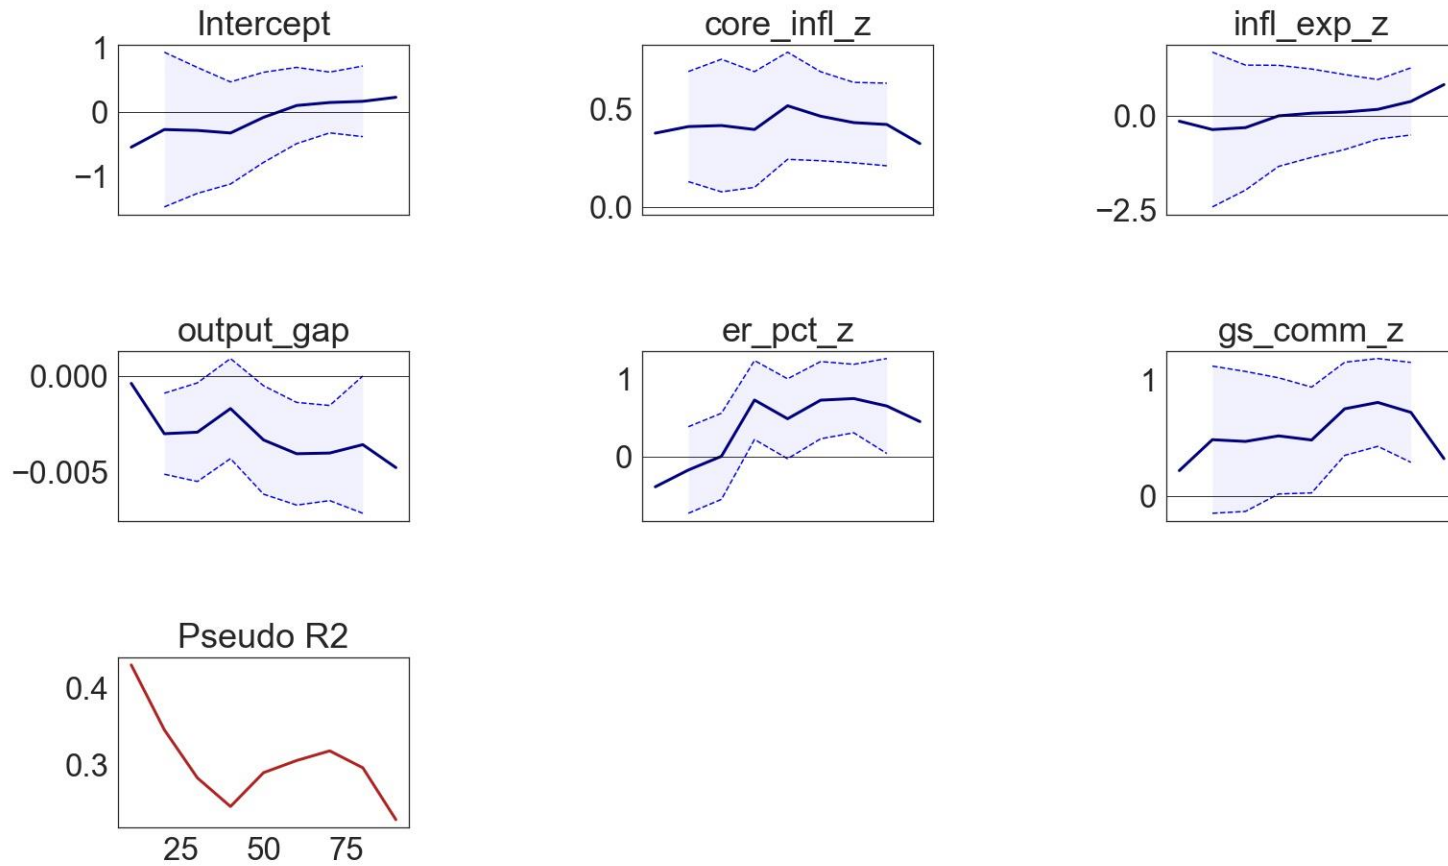 Intercept
1
0
−1
core_infl_z
0.5
0.0
infl_exp_z
0.0
−2.5
output_gap
0.000
−0.005
er_pct_z
1
0
gs_comm_z
1
0
Pseudo R2
0.4
0.3
25 50 75